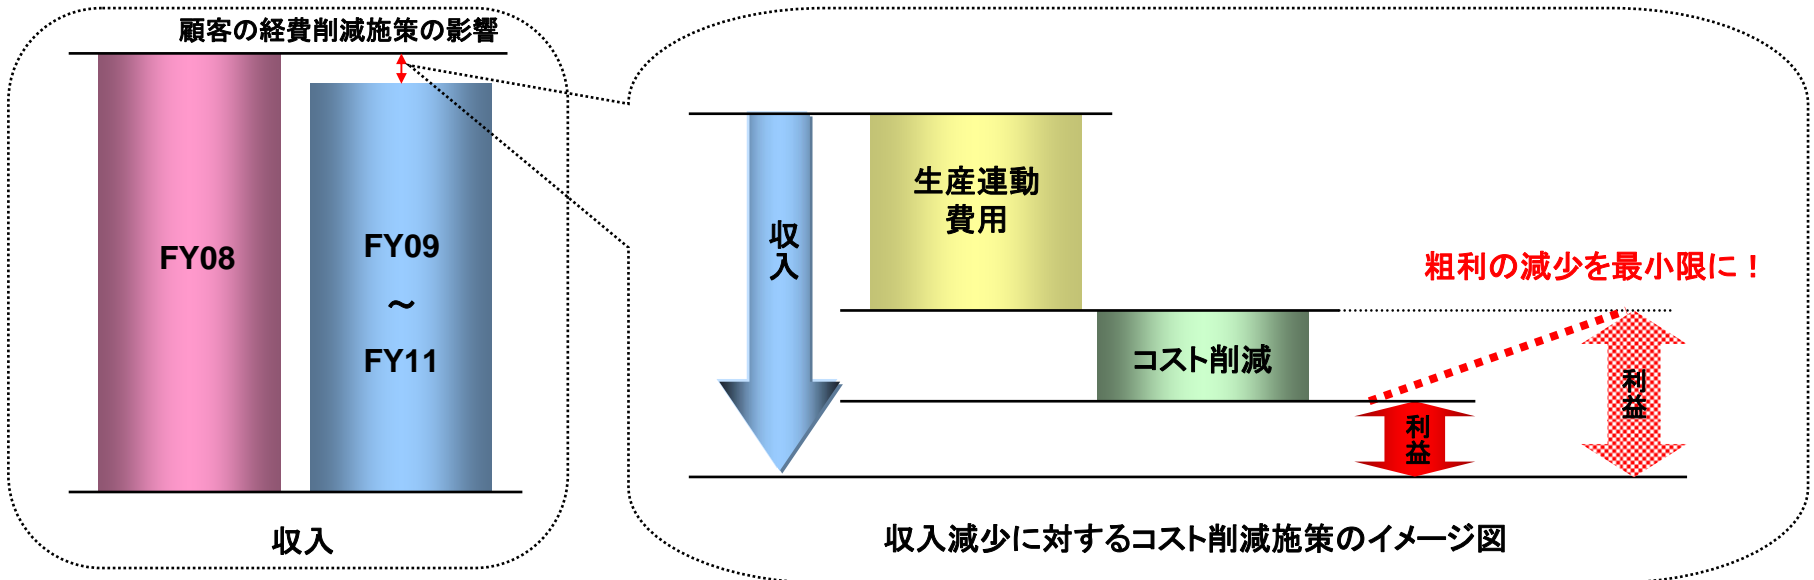 顧客の経費削減施策の影響
FY08
FY09
～
FY11
収入
収入
生産連動
費用
コスト削減
粗利の減少を最小限に！
利益
利益
収入減少に対するコスト削減施策のイメージ図